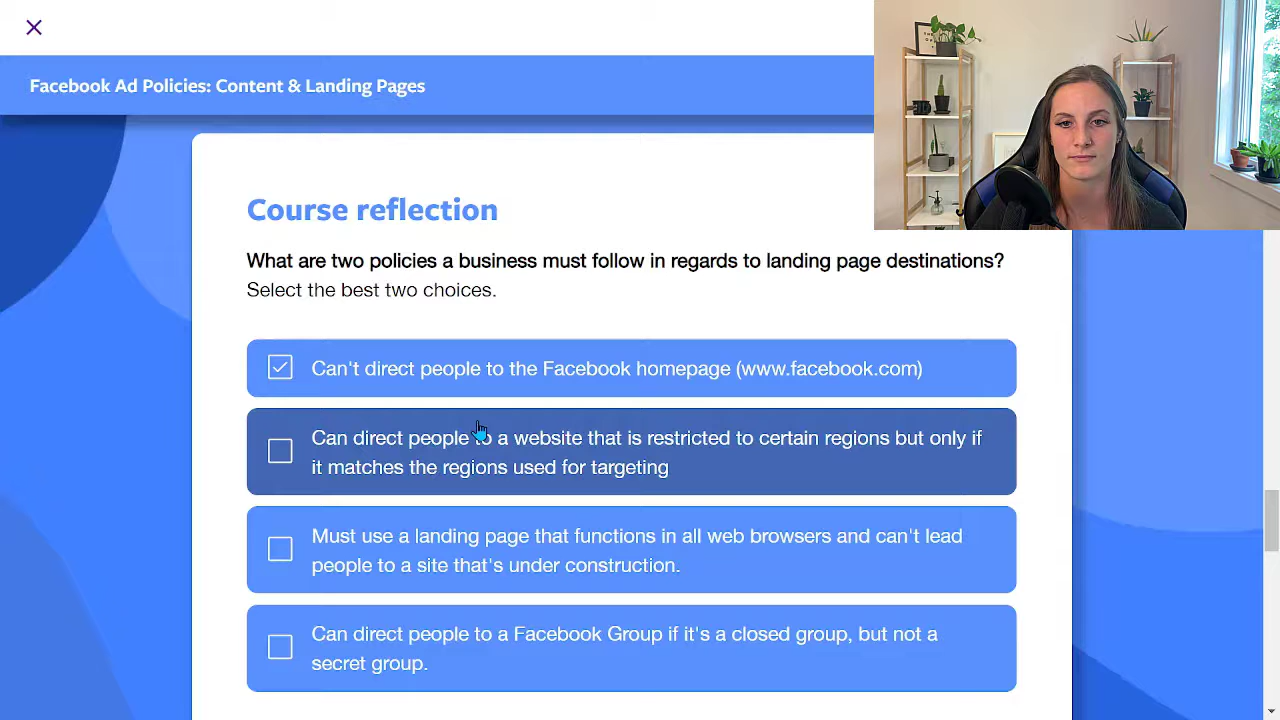 Facebook Ad Policies: Content & Landing Pages
Course reflection
What are two policies a business must follow in regards to landing page destinations?
Select the best two choices.
Can't direct people to the Facebook homepage (www.facebook.com)
Can direct people to a website that is restricted to certain regions but only if
it matches the regions used for targeting
Must use a landing page that functions in all web browsers and can't lead
people to a site that's under construction.
Can direct people to a Facebook Group if it's a closed group, but not a
secret group.